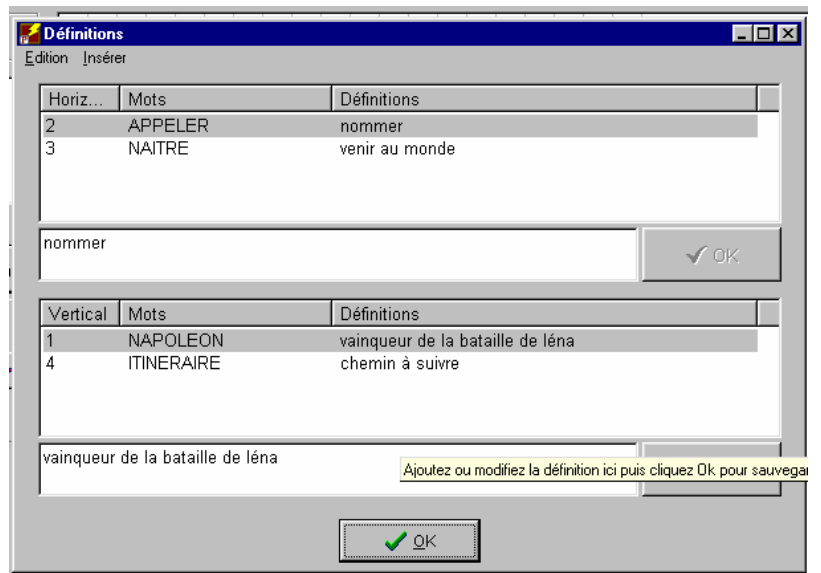 Définitions
Edition Insérer
Horiz... Mots Définitions
2 APPELER nommer
3 NAITRE venir au monde
nommer
OK
Vertical Mots Définitions
1 NAPOLEON vainqueur de la bataille de léna
4 ITINERAIRE chemin à suivre
vainqueur de la bataille de léna
Ajoutez ou modifiez la définition ici puis cliquez Ok pour sauvegar
OK